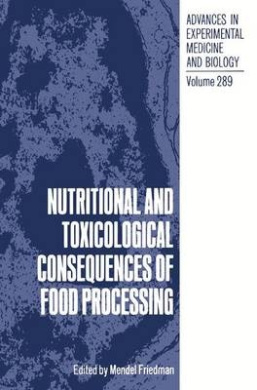 ADVANCES IN
EXPERIMENTAL
MEDICINE
AND BIOLOGY
Volume 289
NUTRITIONAL AND
TOXICOLOGICAL
CONSEQUENCES OF
FOOD PROCESSING
Edited by Mendel Friedman